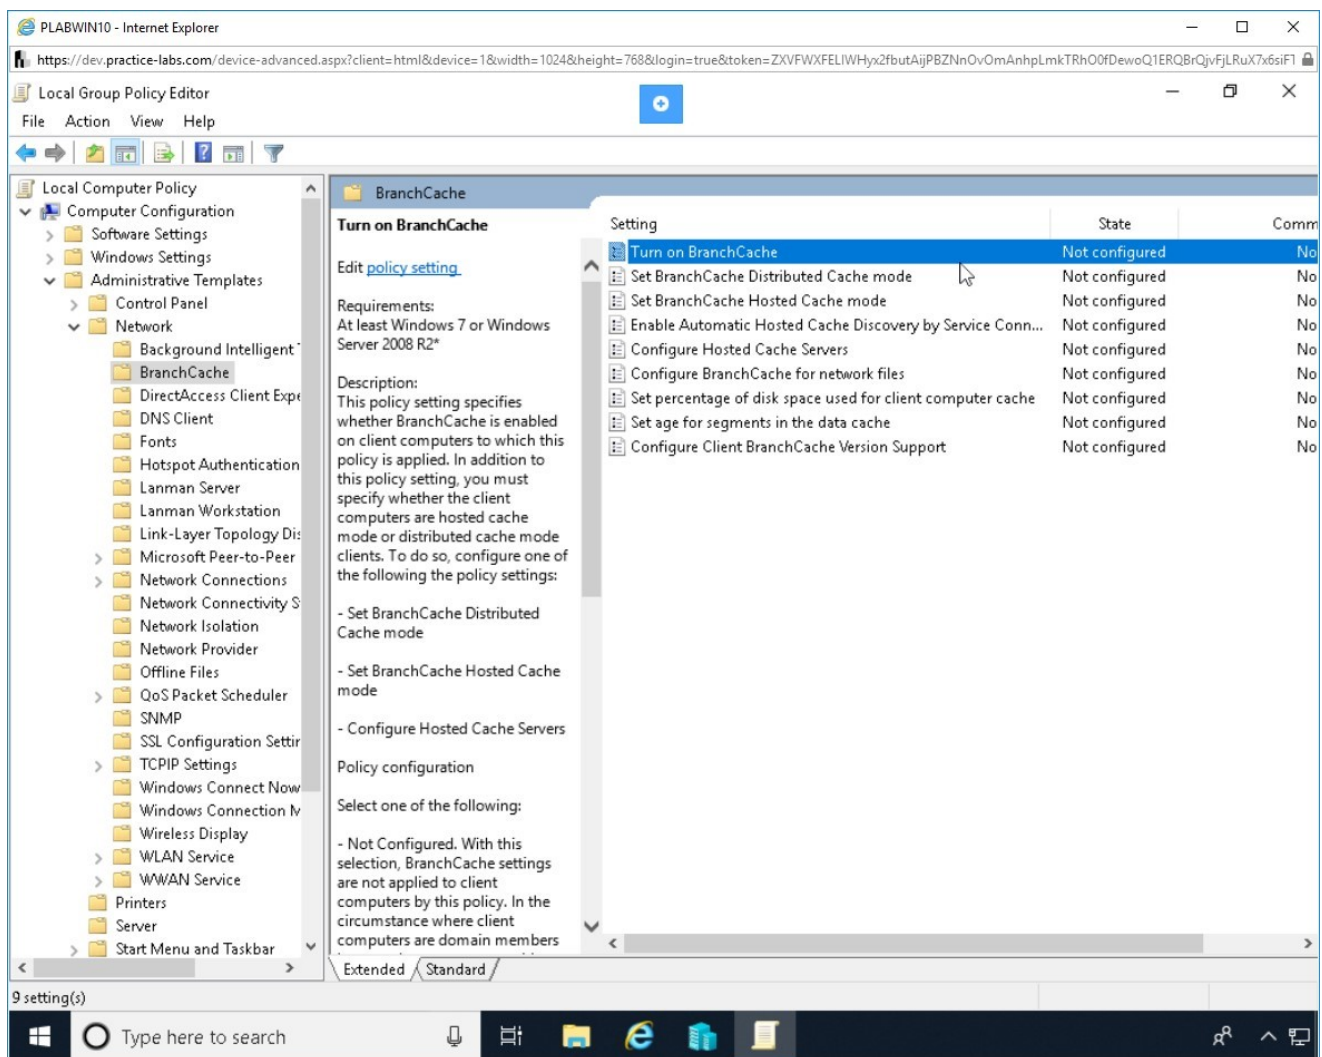 PLABWIN10 - Internet Explorer
https://dev.practice-labs.com/device-advanced.aspx?client=html&device=1&width=1024&height=768&login=true&token=
Local Group Policy Editor
File Action View Help
Local Computer Policy
Computer Configuration
Software Settings
Windows Settings
Administrative Templates
Control Panel
Network
Background Intelligent
BranchCache
DirectAccess Client Expe
DNS Client
Fonts
Hotspot Authentication
Lanman Server
Lanman Workstation
Link-Layer Topology Dis
Microsoft Peer-to-Peer
Network Connections
Network Connectivity S
Network Isolation
Network Provider
Offline Files
QoS Packet Scheduler
SNMP
SSL Configuration Settin
TCPIP Settings
Windows Connect Now
Windows Connection M
Wireless Display
WLAN Service
WWAN Service
Printers
Server
Start Menu and Taskbar
BranchCache
Turn on BranchCache
Edit policy setting
Requirements:
At least Windows 7 or Windows
Server 2008 R2*
Description:
This policy setting specifies
whether BranchCache is enabled
on client computers to which this
policy is applied. In addition to
this policy setting, you must
specify whether the client
computers are hosted cache
mode or distributed cache mode
clients. To do so, configure one of
the following the policy settings:
- Set BranchCache Distributed
Cache mode
- Set BranchCache Hosted Cache
mode
- Configure Hosted Cache Servers
Policy configuration
Select one of the following:
- Not Configured. With this
selection, BranchCache settings
are not applied to client
computers by this policy. In the
circumstance where client
computers are domain members
Setting State Comm
Turn on BranchCache Not configured No
Set BranchCache Distributed Cache mode Not configured No
Set BranchCache Hosted Cache mode Not configured No
Enable Automatic Hosted Cache Discovery by Service Conn... Not configured No
Configure Hosted Cache Servers Not configured No
Configure BranchCache for network files Not configured No
Set percentage of disk space used for client computer cache Not configured No
Set age for segments in the data cache Not configured No
Configure Client BranchCache Version Support Not configured No
Extended Standard
9 setting(s)
Type here to search